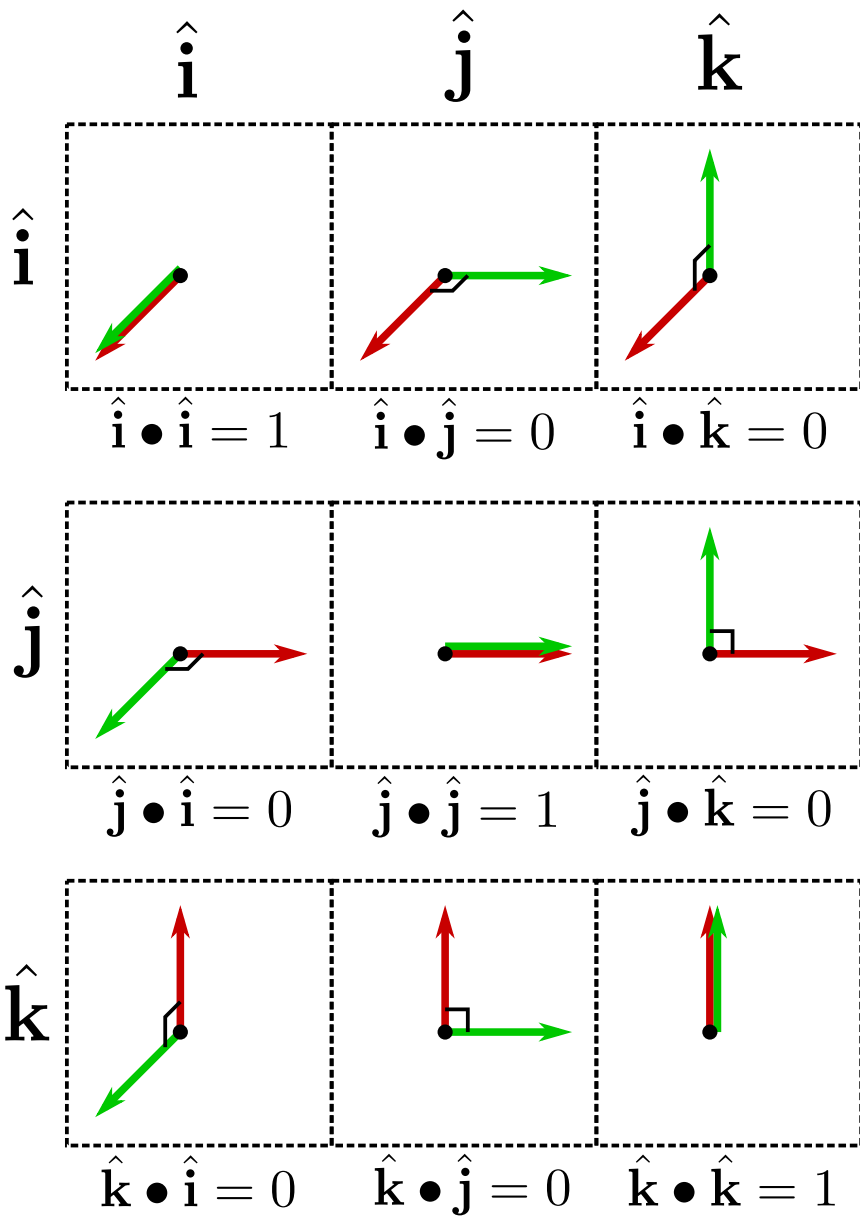 î ĵ k̂
î
î • î = 1 î • ĵ = 0 î • k̂ = 0
ĵ
ĵ • î = 0 ĵ • ĵ = 1 ĵ • k̂ = 0
k̂
k̂ • î = 0 k̂ • ĵ = 0 k̂ • k̂ = 1